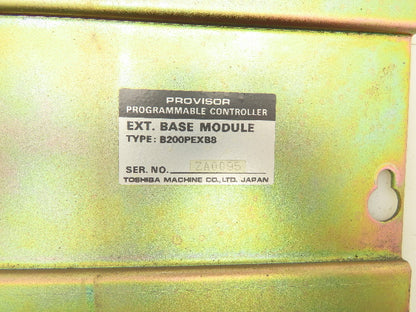 PROVISOR
PROGRAMMABLE CONTROLLER
EXT. BASE MODULE
TYPE: B200PEXB8
SER. NO.
TOSHIBA MACHINE CO., LTD. JAPAN